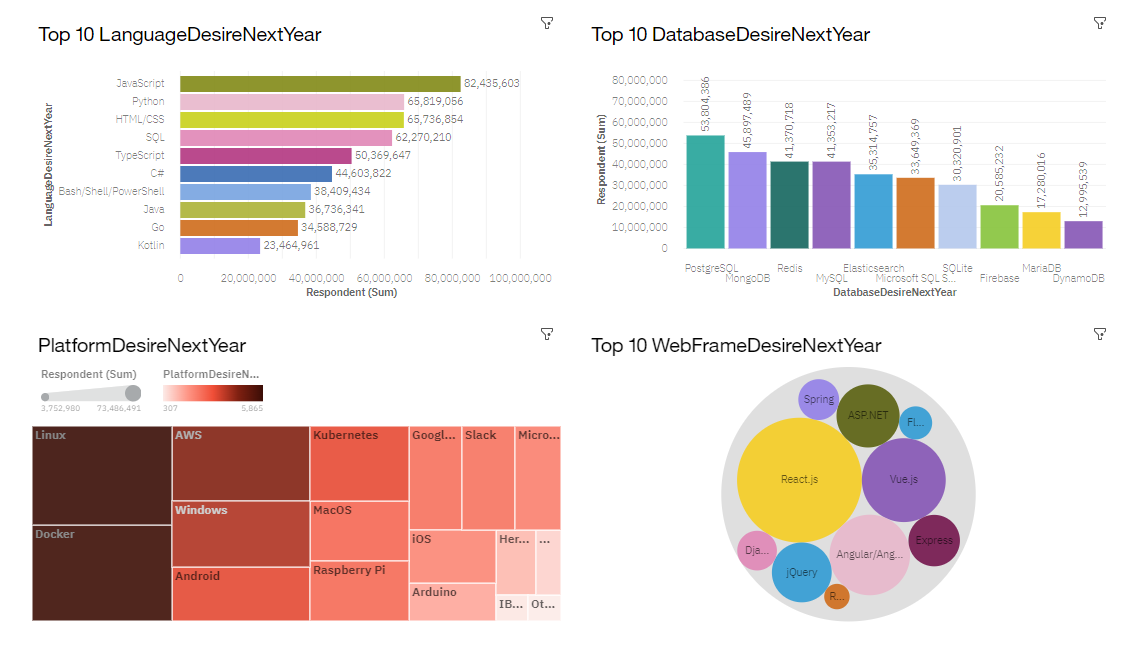 Top 10 LanguageDesireNextYear
LanguageDesireNextYear
JavaScript 82,435,603
Python 65,819,056
HTML/CSS 65,736,854
SQL 62,270,210
TypeScript 50,369,647
C# 44,603,822
Bash/Shell/PowerShell 38,409,434
Java 36,736,341
Go 34,588,729
Kotlin 23,464,961
0 20,000,000 40,000,000 60,000,000 80,000,000 100,000,000
Respondent (Sum)
Top 10 DatabaseDesireNextYear
Respondent (Sum)
80,000,000
70,000,000
60,000,000
50,000,000
40,000,000
30,000,000
20,000,000
10,000,000
0
53,804,386 45,897,489 41,370,718 41,353,217 35,314,757 33,649,369 30,320,901 20,585,232 17,280,016 12,995,539
PostgreSQL Redis Elasticsearch SQLite MariaDB
MongoDB MySQL Microsoft SQL S... Firebase DynamoDB
DatabaseDesireNextYear
PlatformDesireNextYear
Respondent (Sum) PlatformDesireN...
3,752,980 73,486,491 307 5,865
Linux AWS Kubernetes Googl... Slack Micro...
Windows MacOS
Docker iOS Her... ...
Android Raspberry Pi
Arduino IB... Ot...
Top 10 WebFrameDesireNextYear
Spring
ASP.NET
Fl...
React.js Vue.js
Express
Dja... Angular/Ang...
jQuery
R...